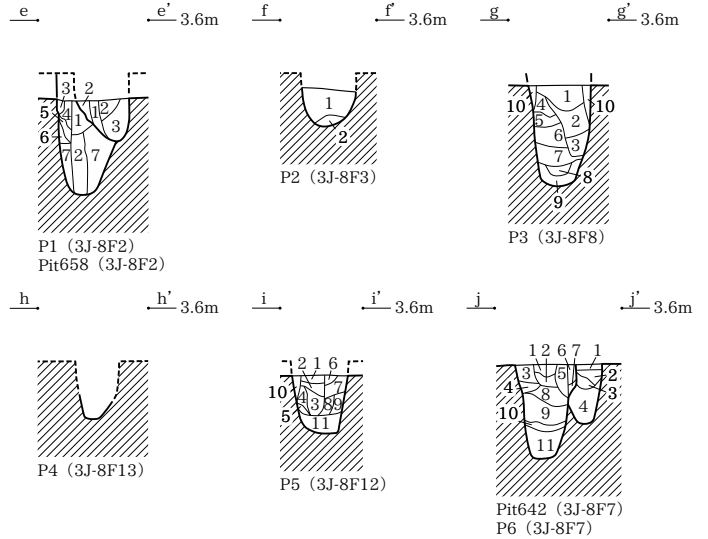 e e’ 3.6m f f’ g g’ 3.6m
3 2
5 4 1 1 2 3
6
7 2 7
1
2
10 4 1 10
5 2
6 3
7
8
9
P1（3J-8F2）
Pit658（3J-8F2）
P2（3J-8F3）
P3（3J-8F8）
h h’ 3.6m i i’ 3.6m j j’ 3.6m
2 1 6
10 4 7
5 3 8 9
11
1 2 6 7 1
3 5 2
4 8 3
10 9 4
11
P4（3J-8F13）
P5（3J-8F12）
Pit642（3J-8F7）
P6（3J-8F7）